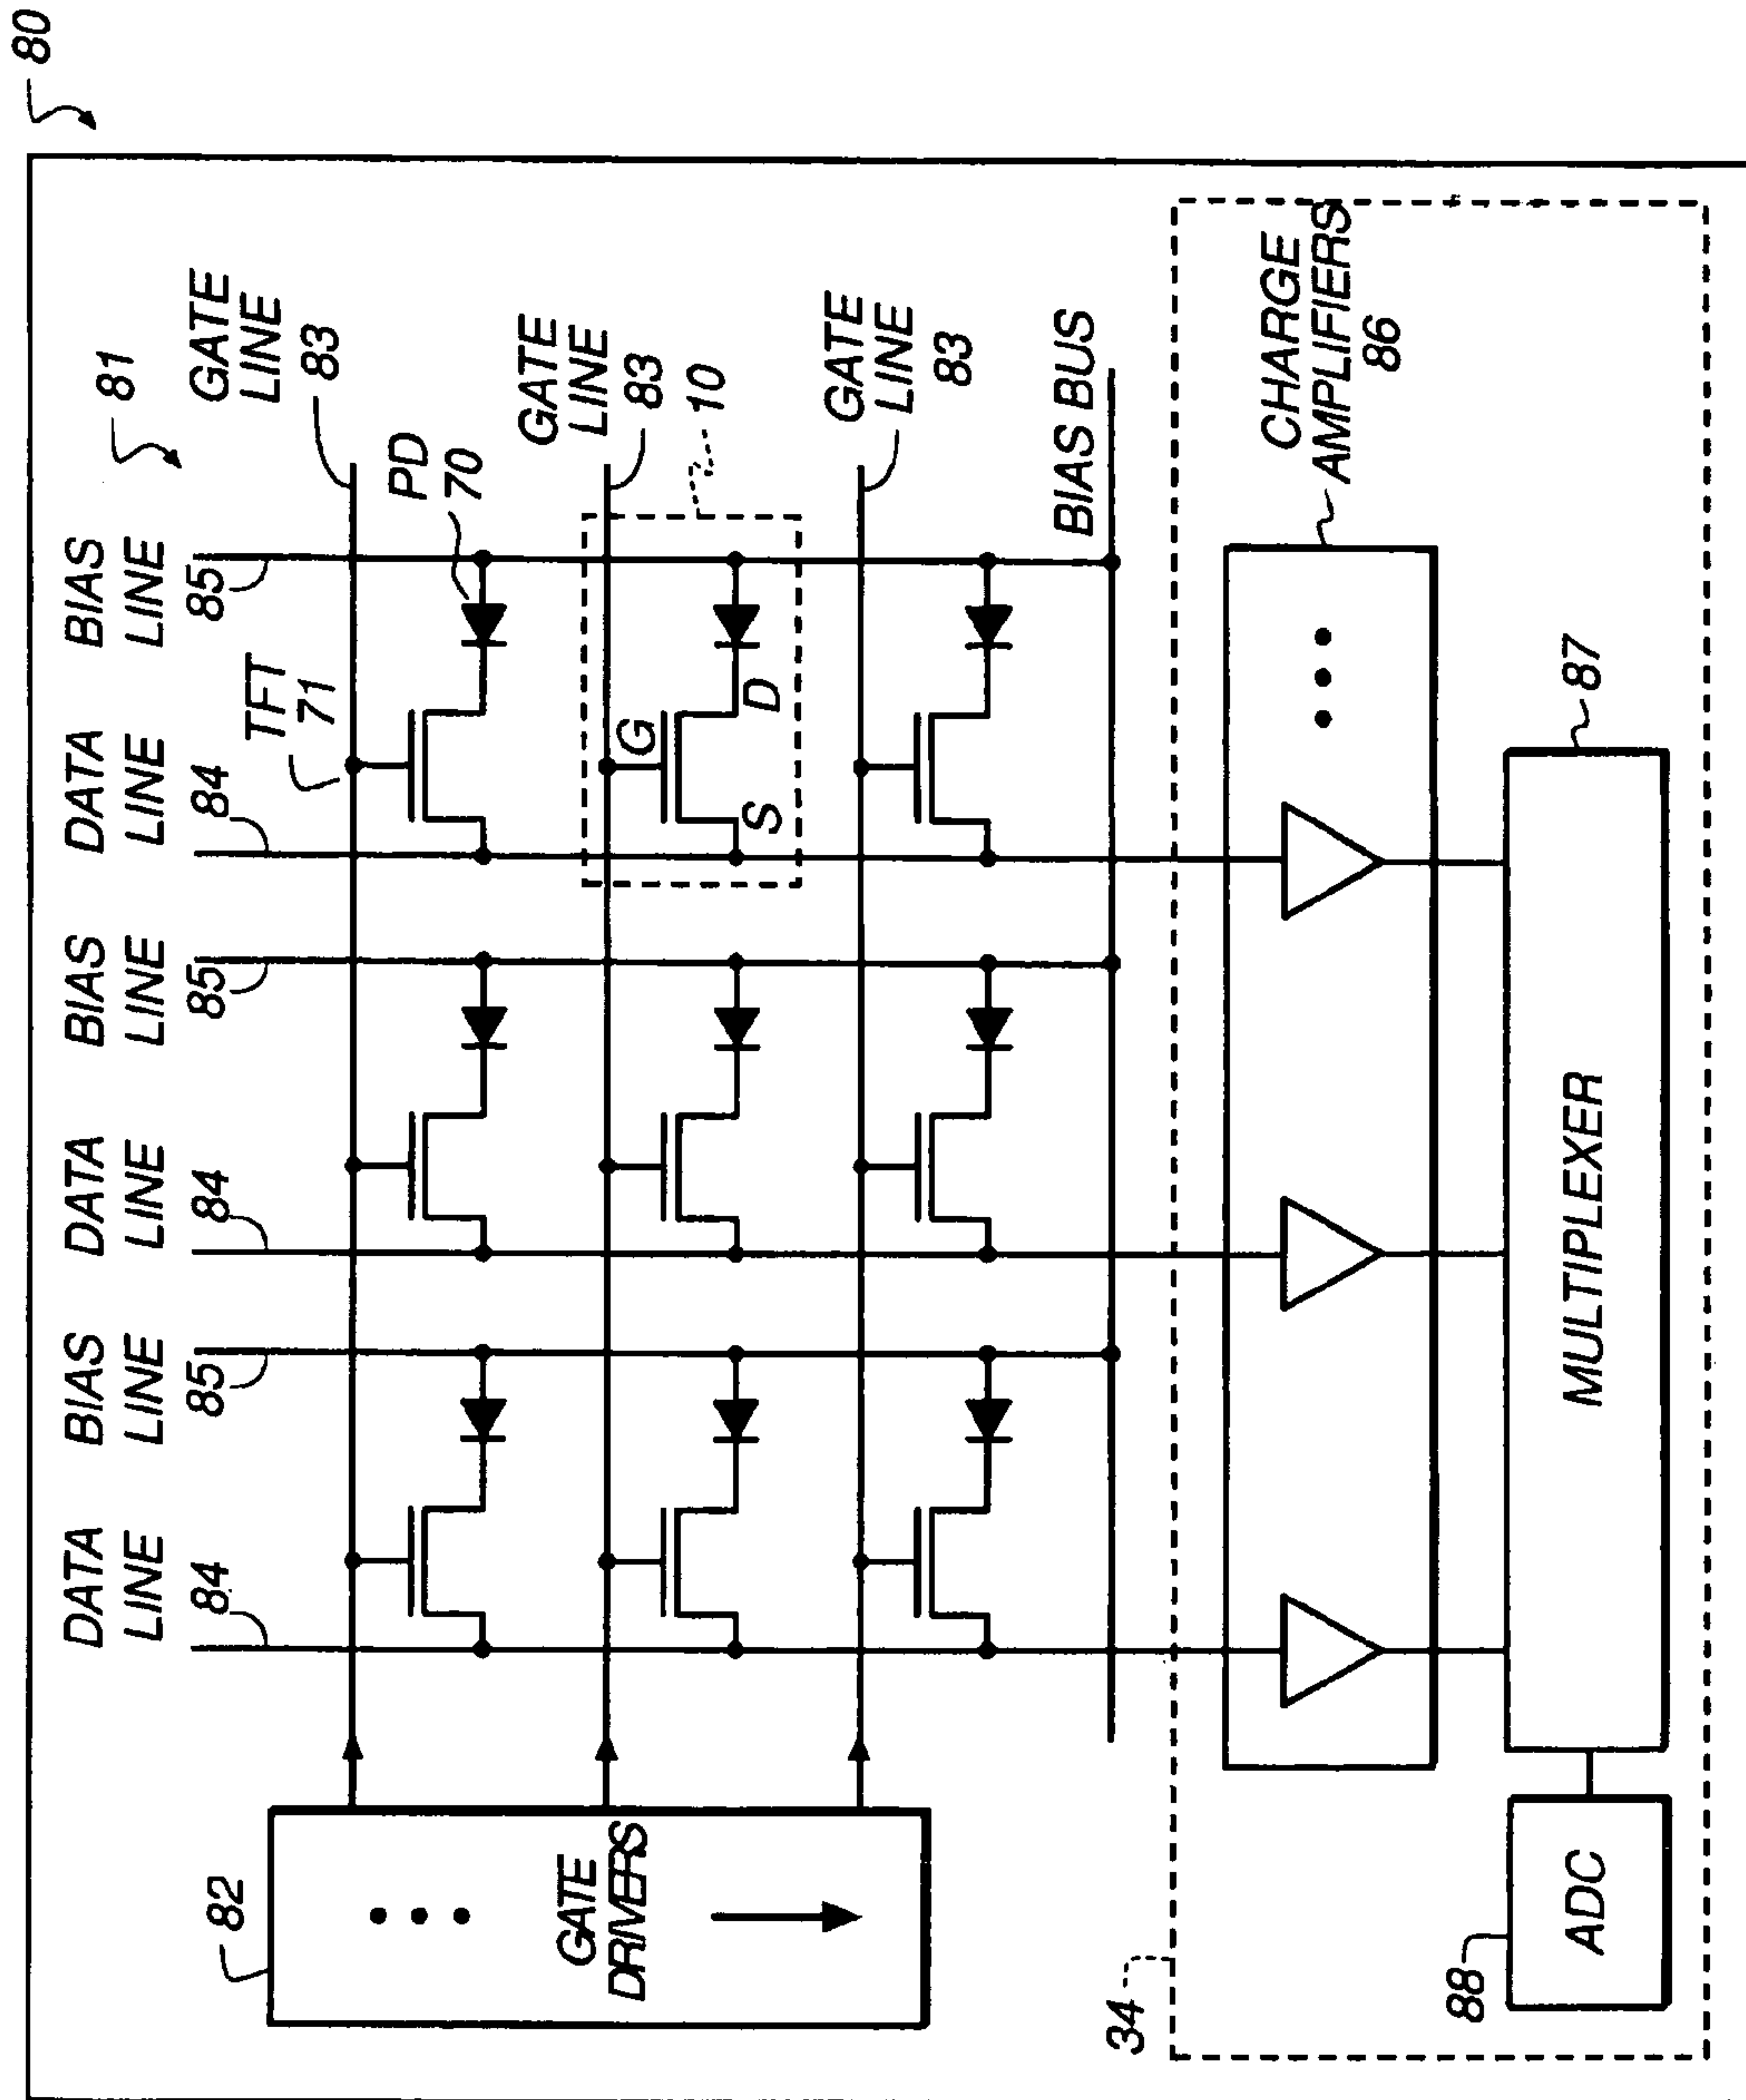 80
81
DATA
LINE
84
BIAS
LINE
85
DATA
LINE
84
BIAS
LINE
85
DATA
LINE
84
BIAS
LINE
85
TFT
71
GATE
LINE
83
PD
70
GATE
LINE
83
10
G
S
D
GATE
LINE
83
BIAS BUS
82
GATE
DRIVERS
34
CHARGE
AMPLIFIERS
86
87
MULTIPLEXER
88
ADC